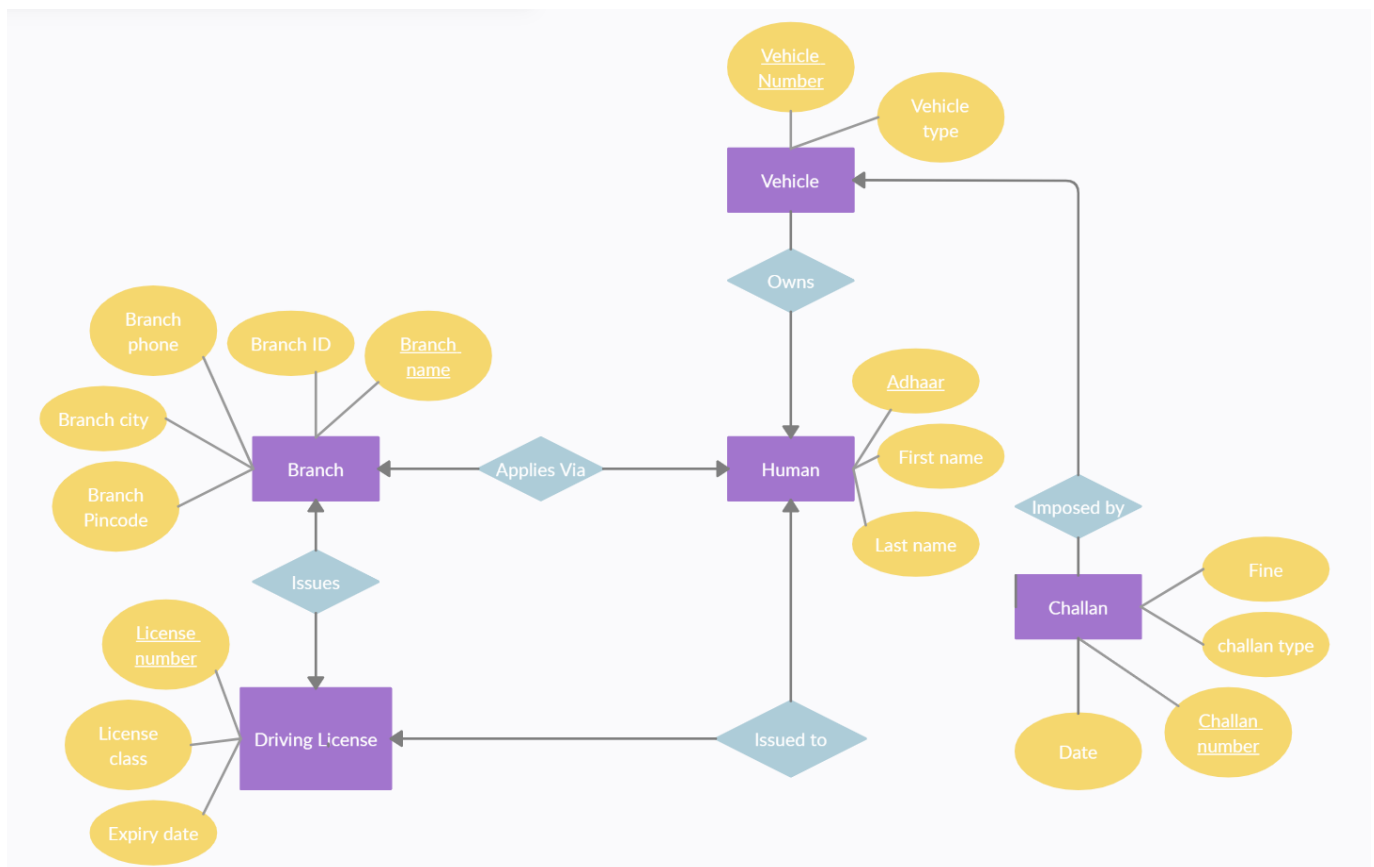 Vehicle
Number
Vehicle
type
Vehicle
Owns
Branch
phone
Branch ID
Branch
name
Branch city
Branch
Pincode
Branch
Applies Via
Human
Adhaar
First name
Last name
Imposed by
Issues
Challan
Fine
challan type
Challan
number
Date
License
number
License
class
Expiry date
Driving License
Issued to